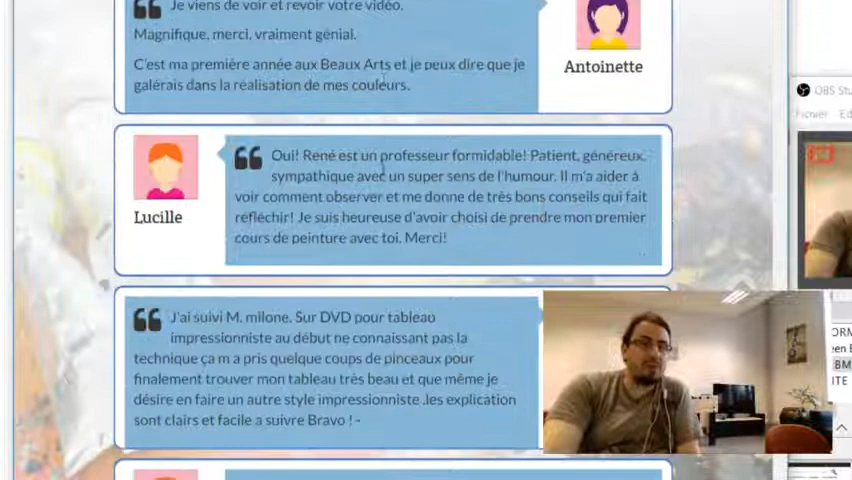 Je viens de voir et revoir votre vidéo.
Magnifique, merci, vraiment génial.
C'est ma première année aux Beaux Arts et je peux dire que je
galérais dans la réalisation de mes couleurs.
Antoinette
Oui! René est un professeur formidable! Patient, généreux,
sympathique avec un super sens de l'humour. Il m'a aider à
voir comment observer et me donne de très bons conseils qui fait
réfléchir! Je suis heureuse d'avoir choisi de prendre mon premier
cours de peinture avec toi. Merci!
Lucille
J'ai suivi M. milone. Sur DVD pour tableau
impressionniste au début ne connaissant pas la
technique ça m a pris quelque coups de pinceaux pour
finalement trouver mon tableau très beau et que même je
désire en faire un autre style impressionniste .les explication
sont clairs et facile a suivre Bravo ! -
OBS Stu
Fichier Ed